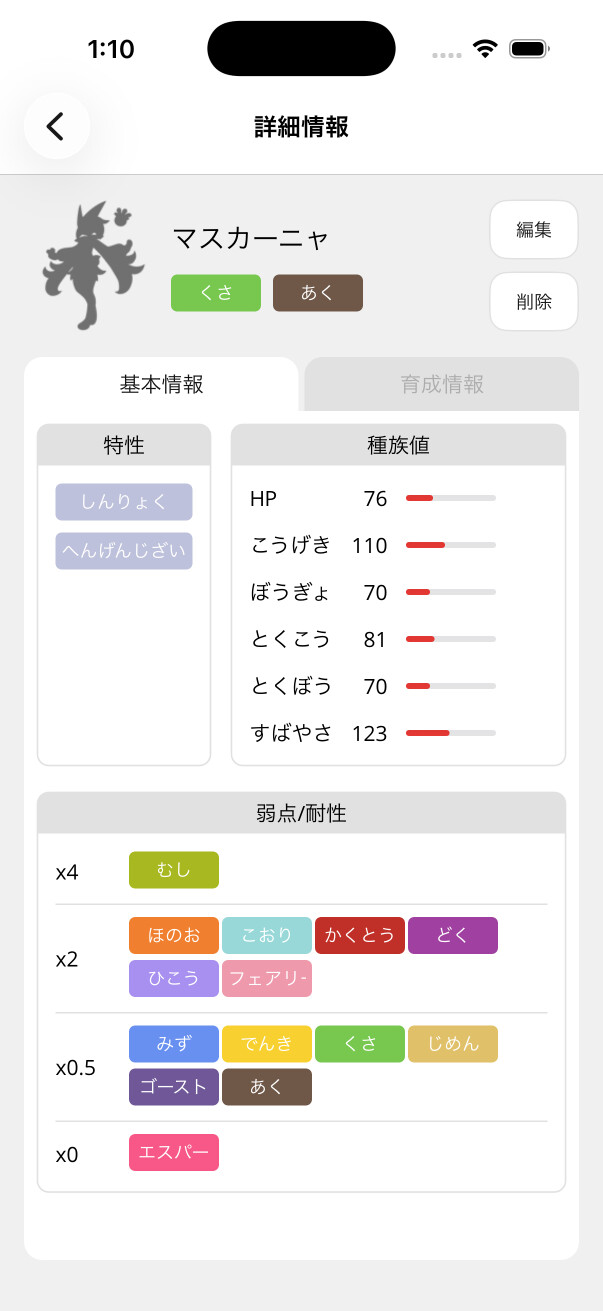 1:10
詳細情報
マスカーニャ
くさ あく
編集
削除
基本情報 育成情報
特性
しんりょく
へんげんじざい
種族値
HP 76
こうげき 110
ぼうぎょ 70
とくこう 81
とくぼう 70
すばやさ 123
弱点/耐性
x4 むし
x2 ほのお こおり かくとう どく
ひこう フェアリ-
x0.5 みず でんき くさ じめん
ゴースト あく
x0 エスパー